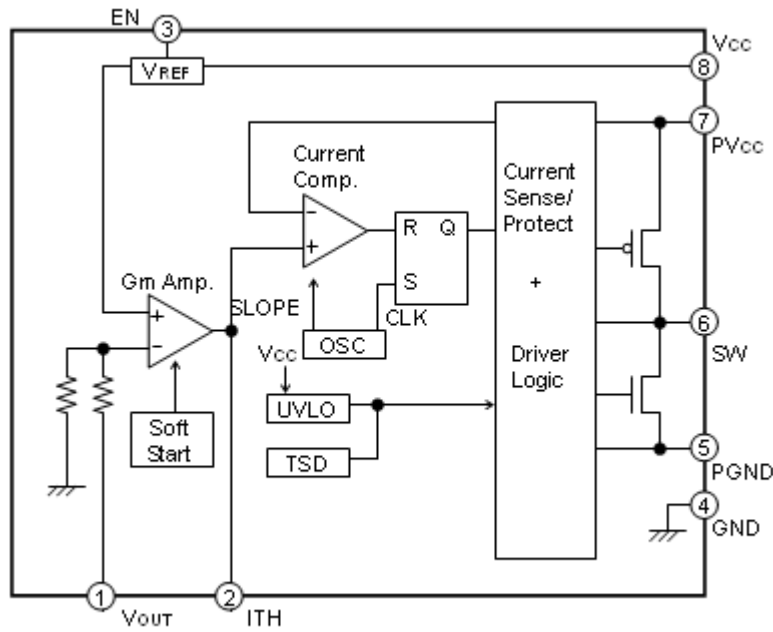 EN
3
VCC
8
VREF
7
PVCC
Current
Comp.
Current
Sense/
Protect
+
Driver
Logic
−
+
R Q
S
Gm Amp.
+
−
SLOPE
CLK
OSC
6
SW
VCC
UVLO
TSD
Soft
Start
5
PGND
4
GND
1
VOUT
2
ITH